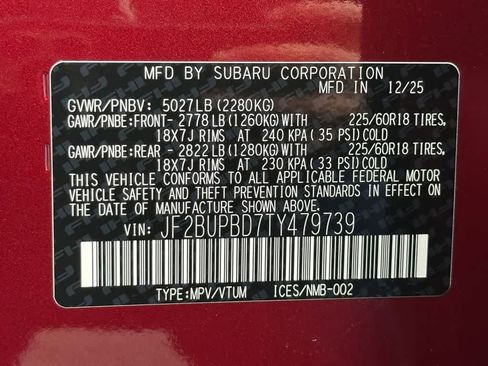 MFD BY SUBARU CORPORATION
MFD IN 12/25
GVWR/PNBV: 5027LB (2280KG)
GAWR/PNBE:FRONT- 2778 LB (1260KG) WITH 225/60R18 TIRES,
18X7J RIMS AT 240 KPA (35 PSI) COLD
GAWR/PNBE:REAR - 2822 LB (1280KG) WITH 225/60R18 TIRES,
18X7J RIMS AT 230 KPA (33 PSI) COLD
THIS VEHICLE CONFORMS TO ALL APPLICABLE FEDERAL MOTOR
VEHICLE SAFETY AND THEFT PREVENTION STANDARDS IN
EFFECT ON THE DATE OF MANUFACTURE SHOWN ABOVE.
VIN: JF2BUPBD7TY479739
TYPE:MPV/VTUM ICES/NMB-002